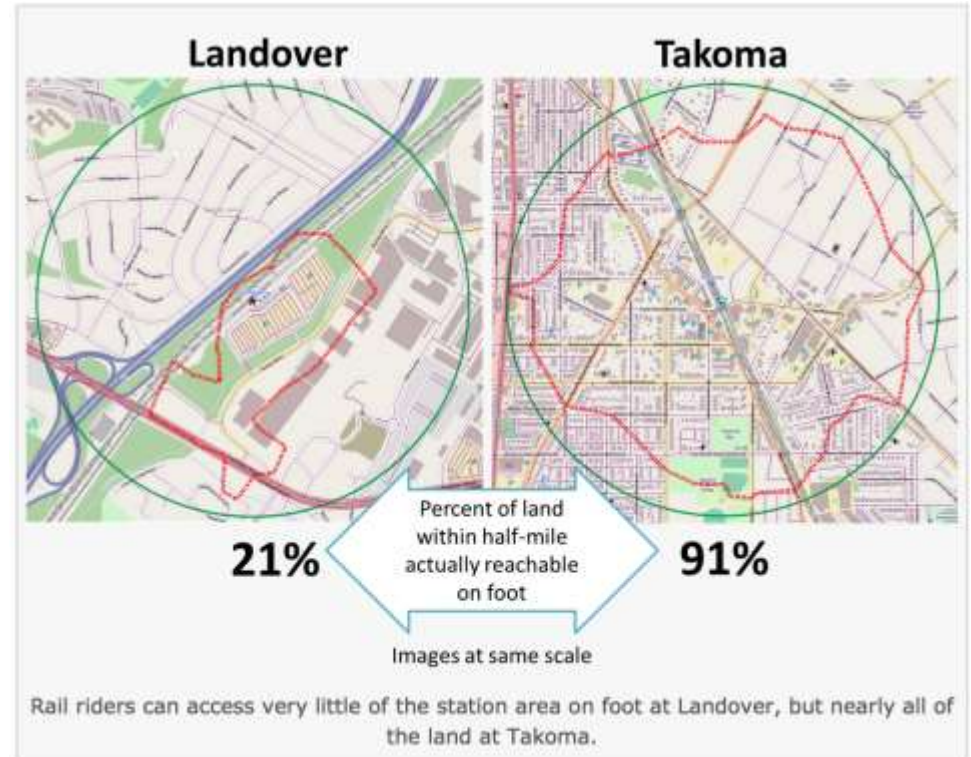 Landover
Takoma
Percent of land
within half-mile
actually reachable
on foot
21%
91%
Images at same scale
Rail riders can access very little of the station area on foot at Landover, but nearly all of
the land at Takoma.